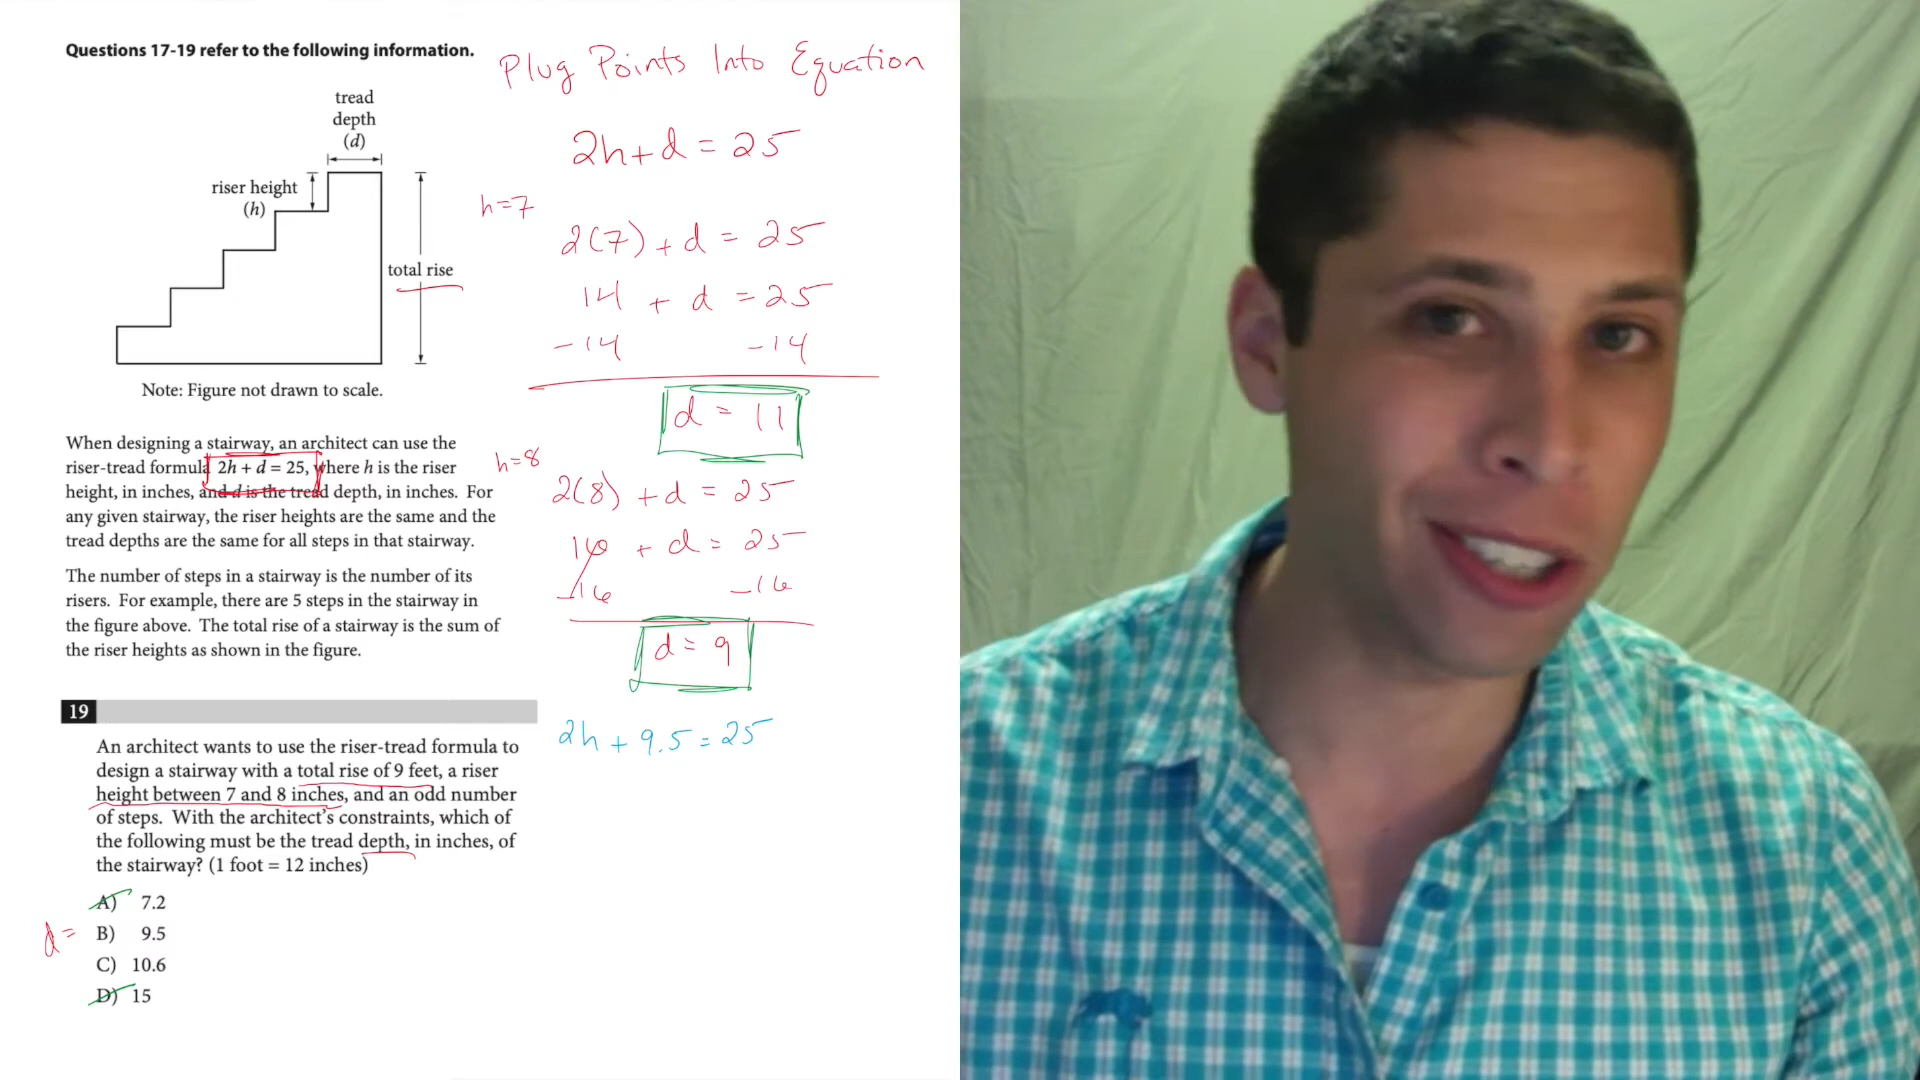 Questions 17-19 refer to the following information.
tread
depth
(d)
riser height
(h)
total rise
Note: Figure not drawn to scale.
When designing a stairway, an architect can use the
riser-tread formula 2h + d = 25, where h is the riser
height, in inches, and d is the tread depth, in inches. For
any given stairway, the riser heights are the same and the
tread depths are the same for all steps in that stairway.
The number of steps in a stairway is the number of its
risers. For example, there are 5 steps in the stairway in
the figure above. The total rise of a stairway is the sum of
the riser heights as shown in the figure.
19
An architect wants to use the riser-tread formula to
design a stairway with a total rise of 9 feet, a riser
height between 7 and 8 inches, and an odd number
of steps. With the architect's constraints, which of
the following must be the tread depth, in inches, of
the stairway? (1 foot = 12 inches)
A) 7.2
d= B) 9.5
C) 10.6
D) 15
Plug Points Into Equation
2h+d = 25
h=7
2(7) + d = 25
14 + d = 25
-14 -14
d = 11
h=8
2(8) + d = 25
16 + d = 25
-16 -16
d = 9
2h + 9.5 = 25